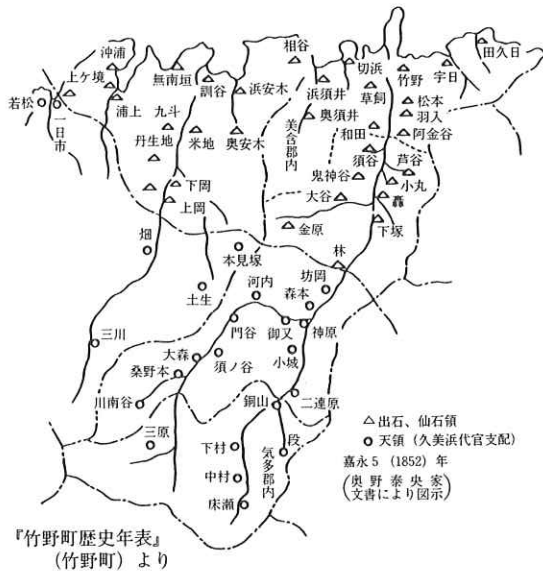 沖浦
上ケ境
若松
一日市
浦上
無南垣
訓谷
浜安木
九斗
丹生地
米地
奥安木
下岡
上岡
相谷
浜須井
奥須井
美含郡内
切浜
草飼
和田
須谷
鬼神谷
大谷
金原
竹野
宇日
田久日
松本
羽入
阿金谷
芦谷
小丸
轟
下塚
林
畑
本見塚
土生
河内
坊岡
森本
三川
門谷
御又
神原
大森
須ノ谷
小城
桑野本
川南谷
銅山
二連原
三原
下村
中村
床瀬
段
気多郡内
△出石、仙石領
○天領(久美浜代官支配)
嘉永5(1852)年
(奥野泰央家
文書により図示)
『竹野町歴史年表』
(竹野町)より